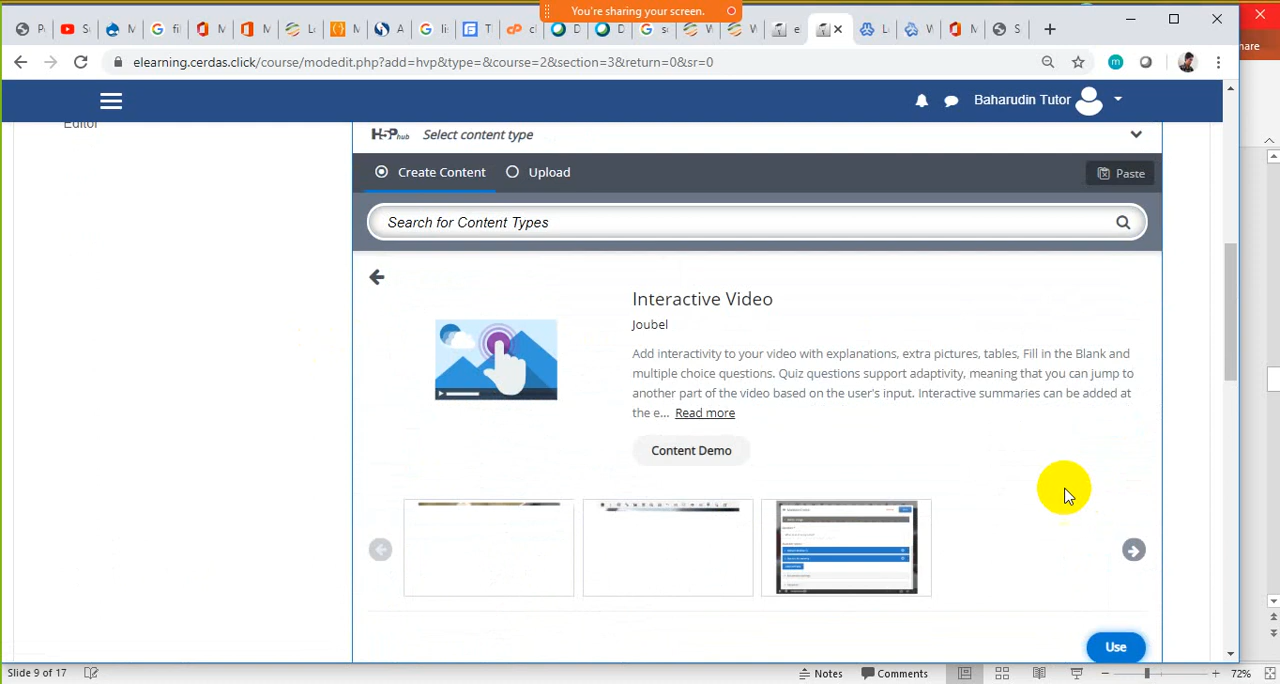 You're sharing your screen.
elearning.cerdas.click/course/modedit.php?add=hvp&type=&course=2&section=3&return=0&sr=0
hare
Baharudin Tutor
Editor
H5P hub Select content type
Create Content Upload Paste
Search for Content Types
Interactive Video
Joubel
Add interactivity to your video with explanations, extra pictures, tables, Fill in the Blank and
multiple choice questions. Quiz questions support adaptivity, meaning that you can jump to
another part of the video based on the user's input. Interactive summaries can be added at
the e... Read more
Content Demo
Use
Slide 9 of 17 Notes Comments 72%